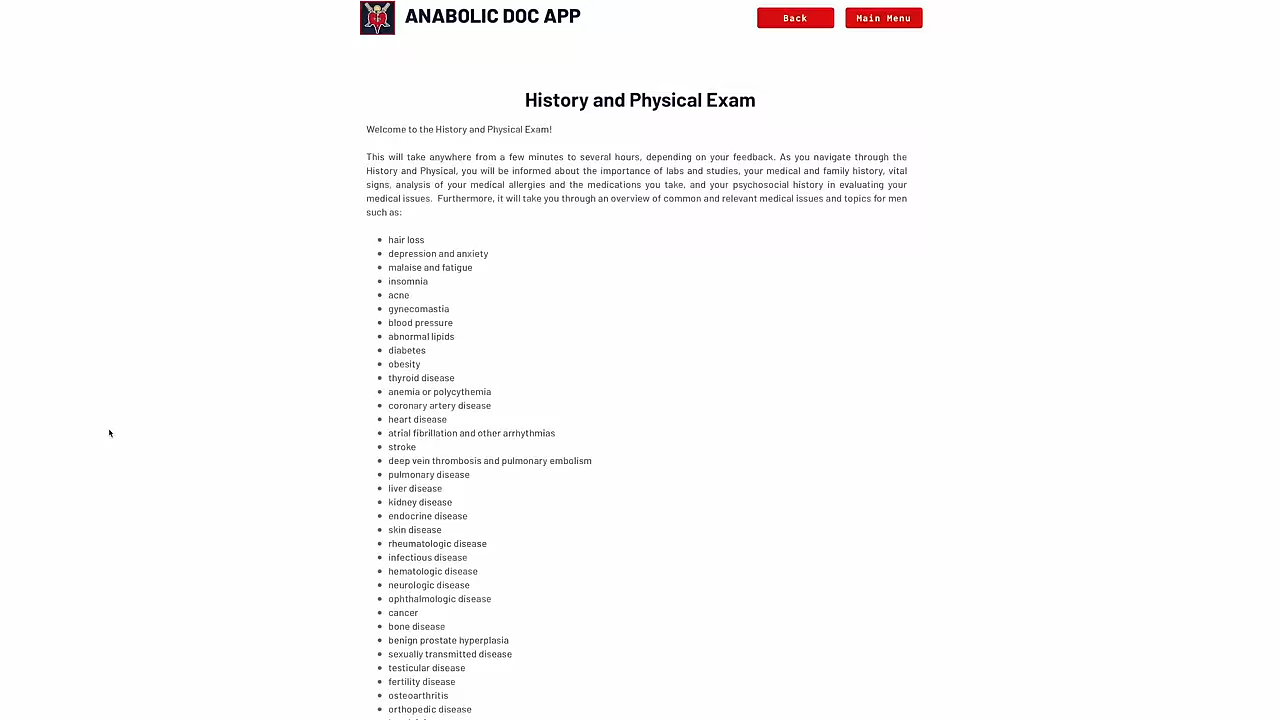 ANABOLIC DOC APP
Back
Main Menu
History and Physical Exam
Welcome to the History and Physical Exam!
This will take anywhere from a few minutes to several hours, depending on your feedback. As you navigate through the
History and Physical, you will be informed about the importance of labs and studies, your medical and family history, vital
signs, analysis of your medical allergies and the medications you take, and your psychosocial history in evaluating your
medical issues. Furthermore, it will take you through an overview of common and relevant medical issues and topics for men
such as:
hair loss
depression and anxiety
malaise and fatigue
insomnia
acne
gynecomastia
blood pressure
abnormal lipids
diabetes
obesity
thyroid disease
anemia or polycythemia
coronary artery disease
heart disease
atrial fibrillation and other arrhythmias
stroke
deep vein thrombosis and pulmonary embolism
pulmonary disease
liver disease
kidney disease
endocrine disease
skin disease
rheumatologic disease
infectious disease
hematologic disease
neurologic disease
ophthalmologic disease
cancer
bone disease
benign prostate hyperplasia
sexually transmitted disease
testicular disease
fertility disease
osteoarthritis
orthopedic disease